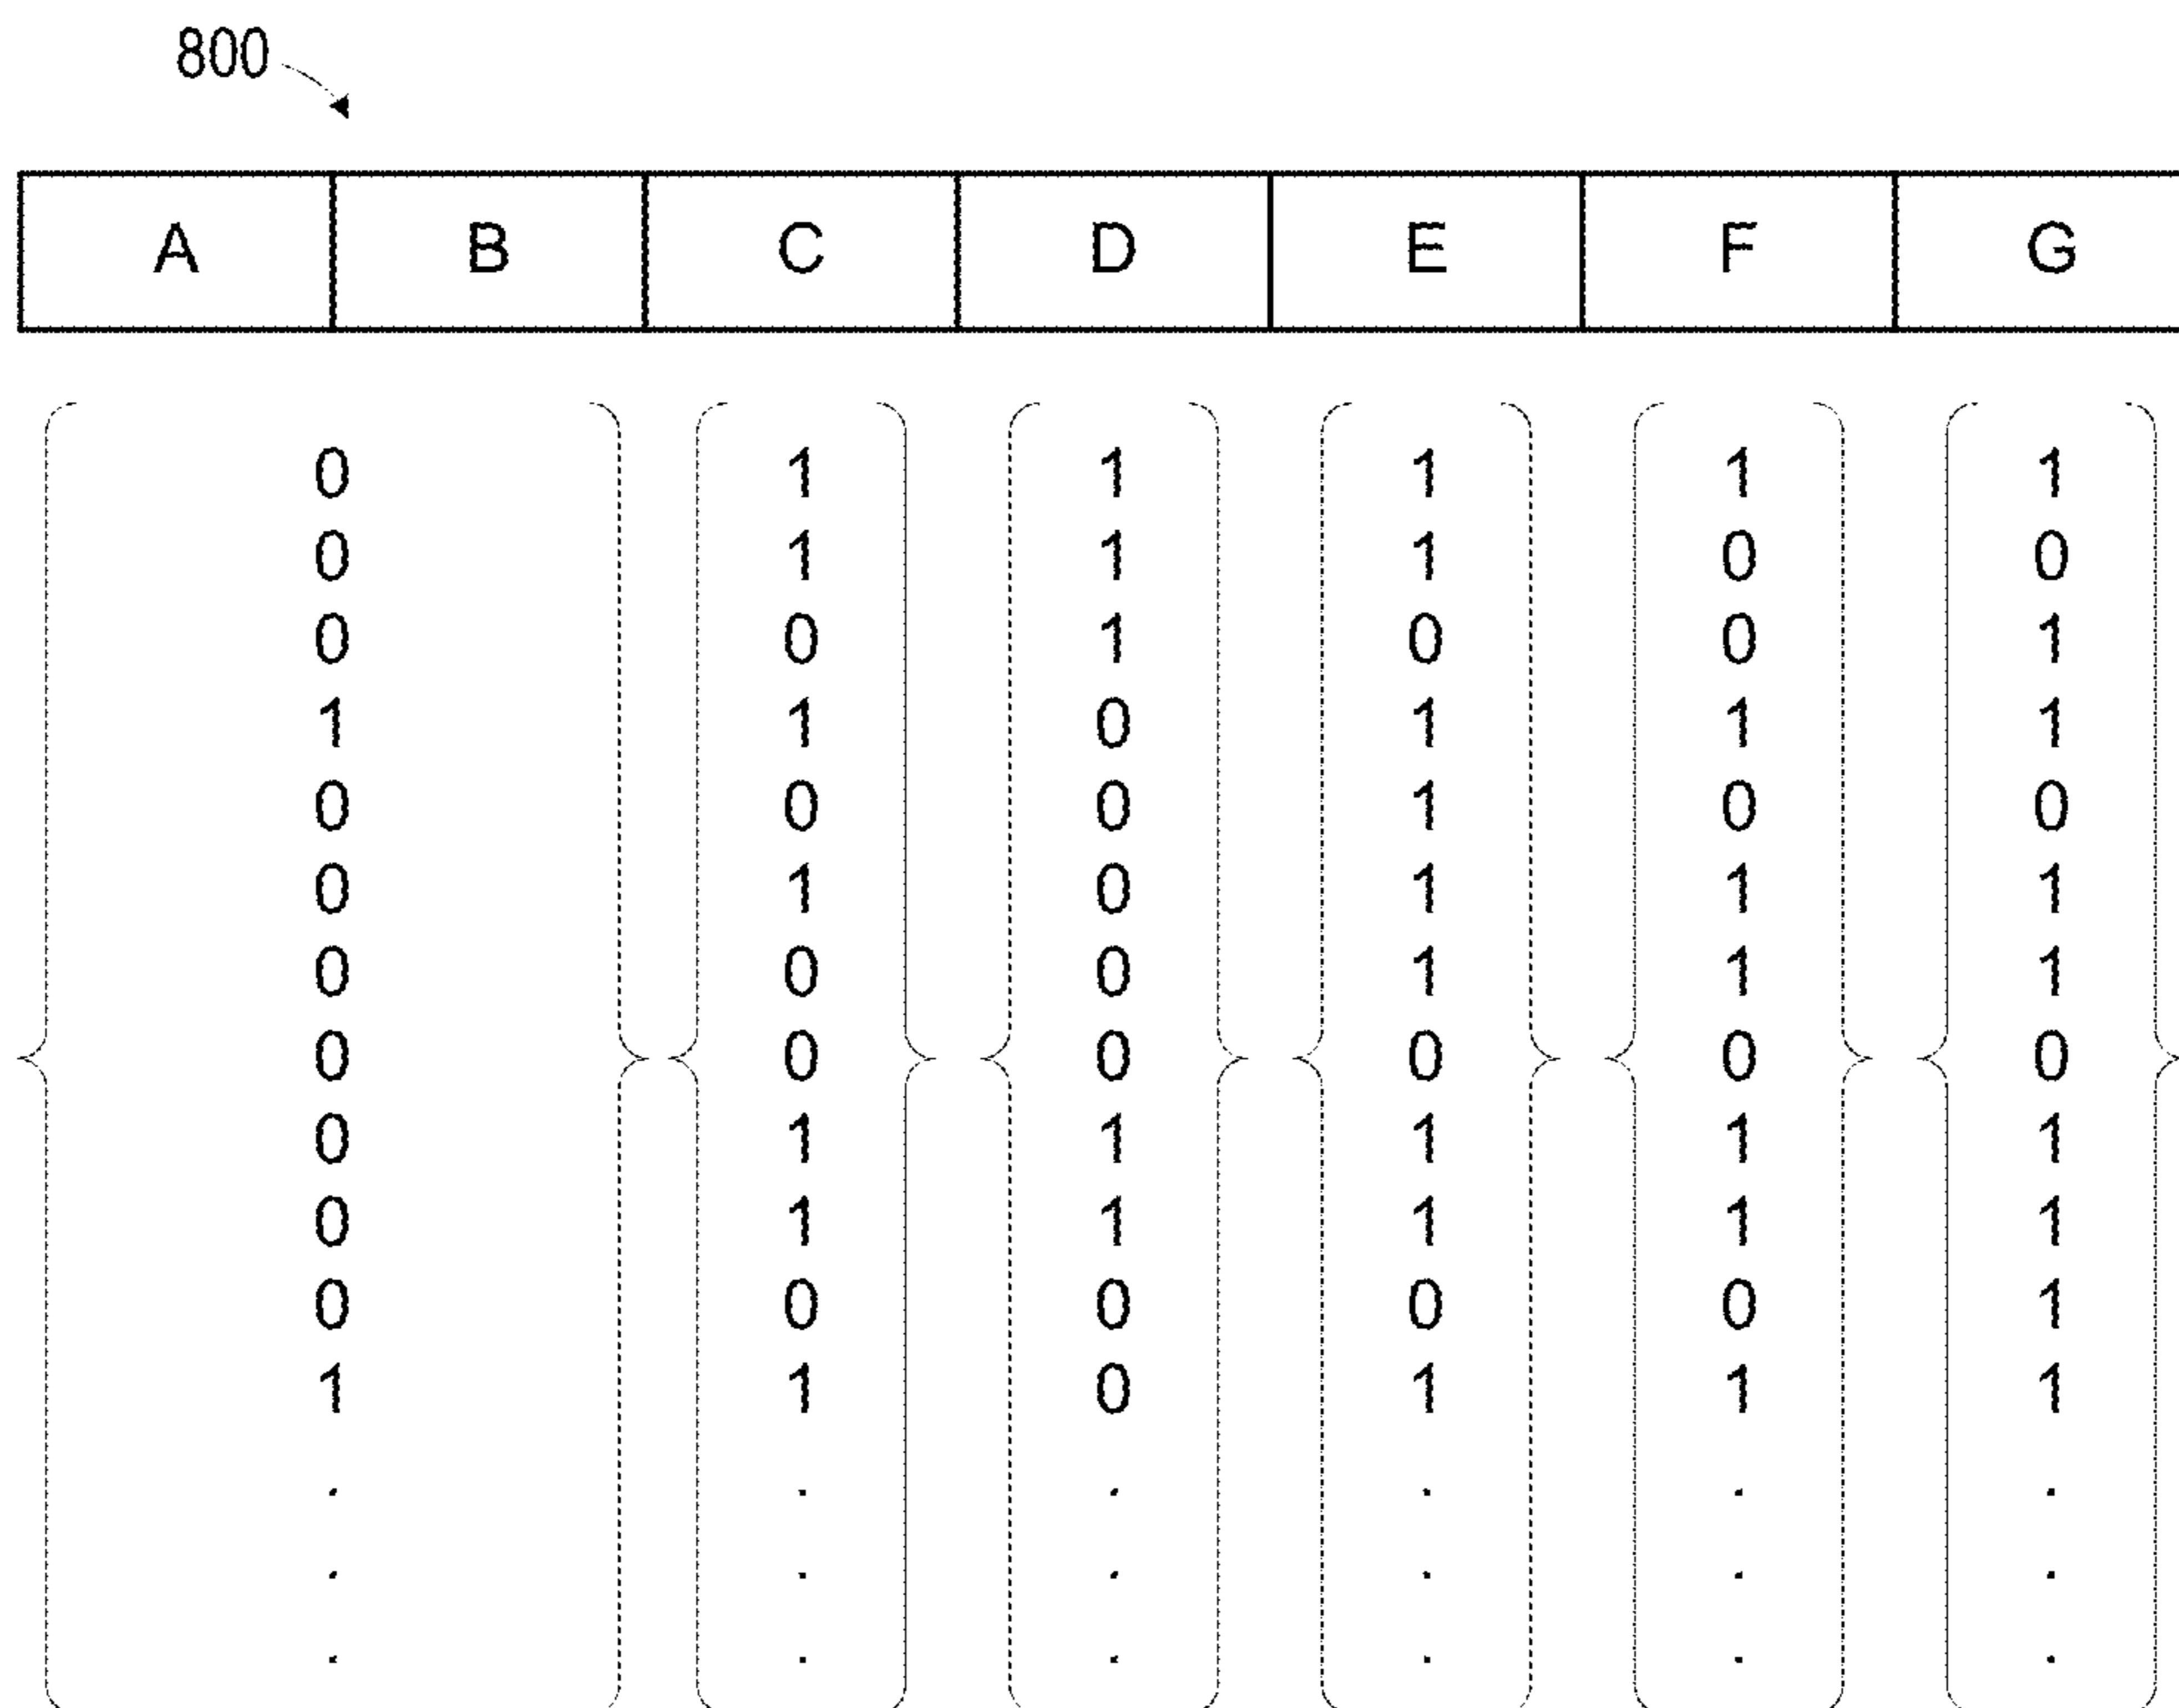 800
A B C D E F G
0 1 1 1 1 1
0 1 1 1 0 0
0 0 1 0 0 1
1 1 0 1 1 1
0 0 0 1 0 0
0 1 0 1 1 1
0 0 0 1 1 1
0 0 0 0 0 0
0 1 1 1 1 1
0 1 1 1 1 1
0 0 0 0 0 1
1 1 0 1 1 1
. . . . . .
. . . . . .
. . . . . .